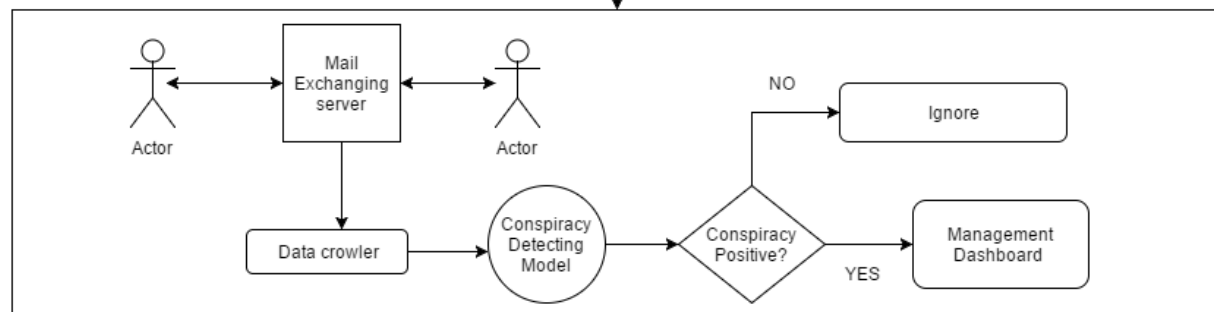 Mail
Exchanging
server
Actor
Actor
NO
Ignore
Data crowler
Conspiracy
Detecting
Model
Conspiracy
Positive?
YES
Management
Dashboard